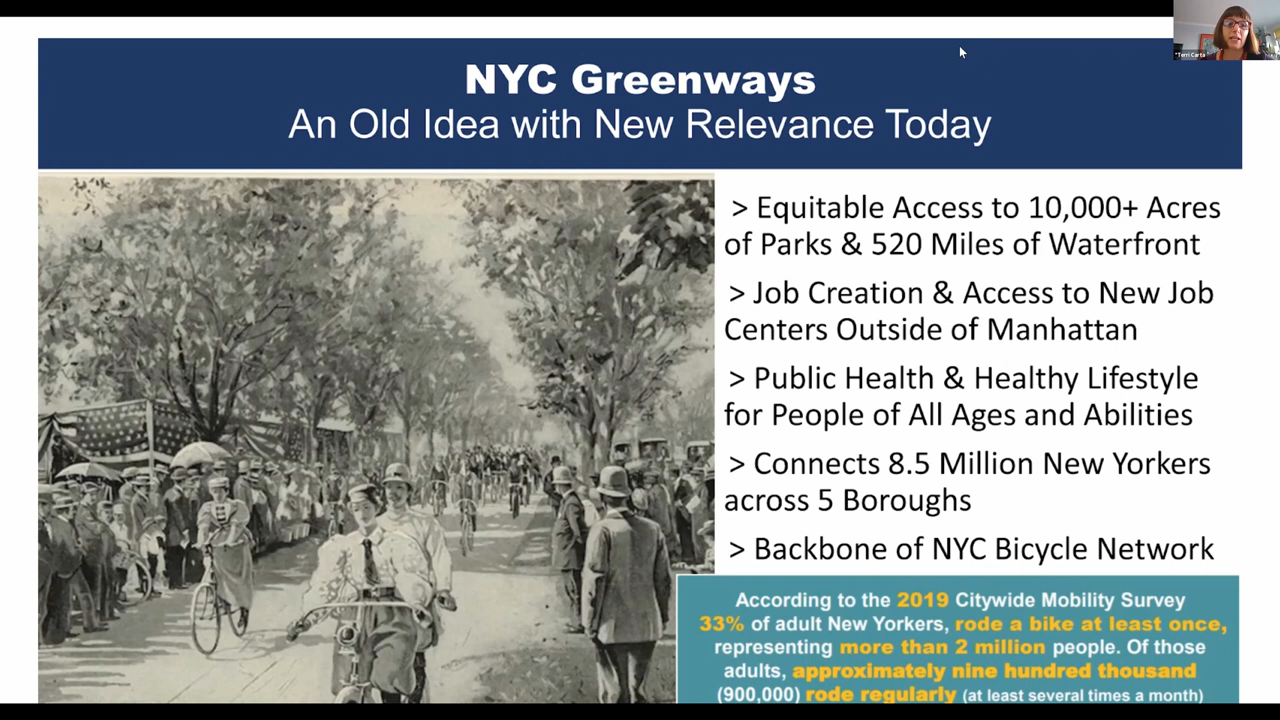 *Terri Carta
NYC Greenways
An Old Idea with New Relevance Today
> Equitable Access to 10,000+ Acres
of Parks & 520 Miles of Waterfront
> Job Creation & Access to New Job
Centers Outside of Manhattan
> Public Health & Healthy Lifestyle
for People of All Ages and Abilities
> Connects 8.5 Million New Yorkers
across 5 Boroughs
> Backbone of NYC Bicycle Network
According to the 2019 Citywide Mobility Survey
33% of adult New Yorkers, rode a bike at least once,
representing more than 2 million people. Of those
adults, approximately nine hundred thousand
(900,000) rode regularly (at least several times a month)